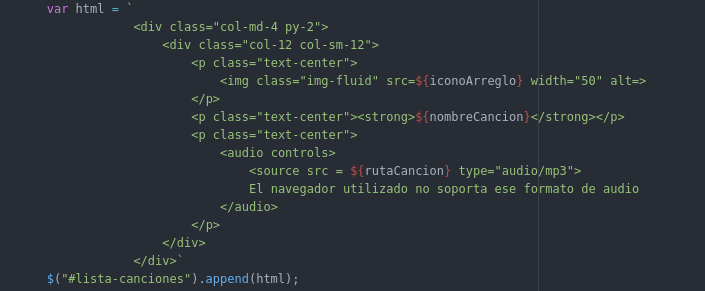 var html = `
<div class="col-md-4 py-2">
<div class="col-12 col-sm-12">
<p class="text-center">
<img class="img-fluid" src=${iconoArreglo} width="50" alt=>
</p>
<p class="text-center"><strong>${nombreCancion}</strong></p>
<p class="text-center">
<audio controls>
<source src = ${rutaCancion} type="audio/mp3">
El navegador utilizado no soporta ese formato de audio
</audio>
</p>
</div>
</div>`
$("#lista-canciones").append(html);